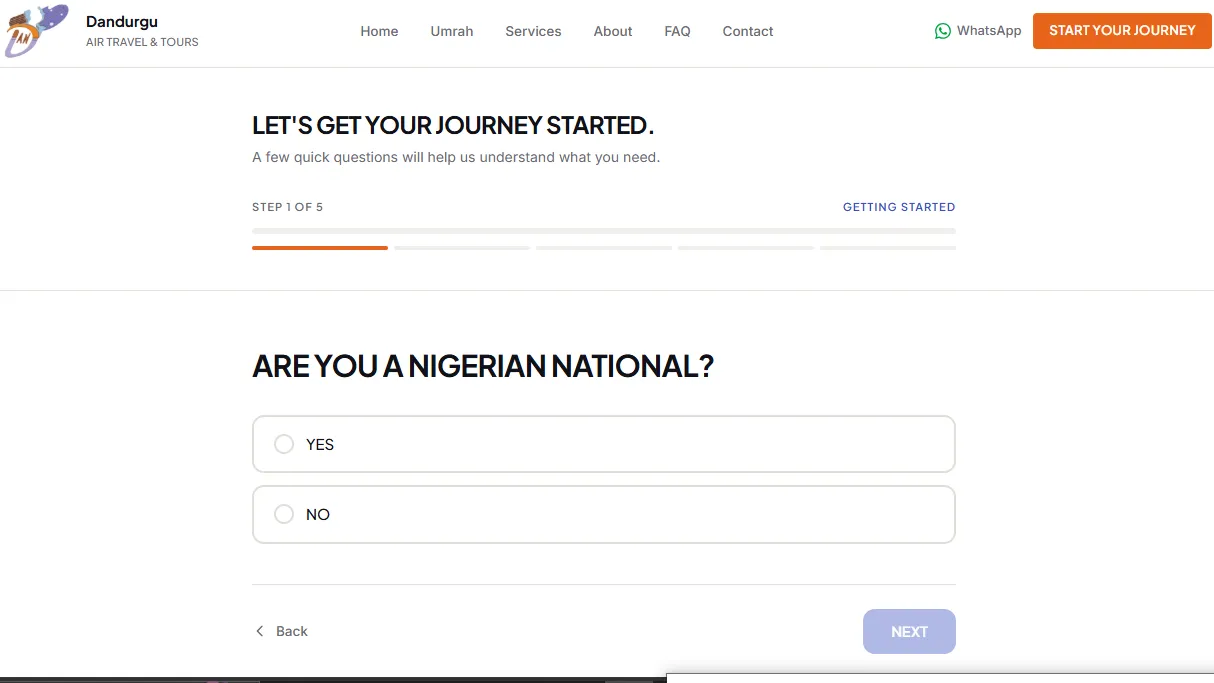 DAN
Dandurgu
AIR TRAVEL & TOURS
Home
Umrah
Services
About
FAQ
Contact
WhatsApp
START YOUR JOURNEY
LET'S GET YOUR JOURNEY STARTED.
A few quick questions will help us understand what you need.
STEP 1 OF 5
GETTING STARTED
ARE YOU A NIGERIAN NATIONAL?
YES
NO
Back
NEXT